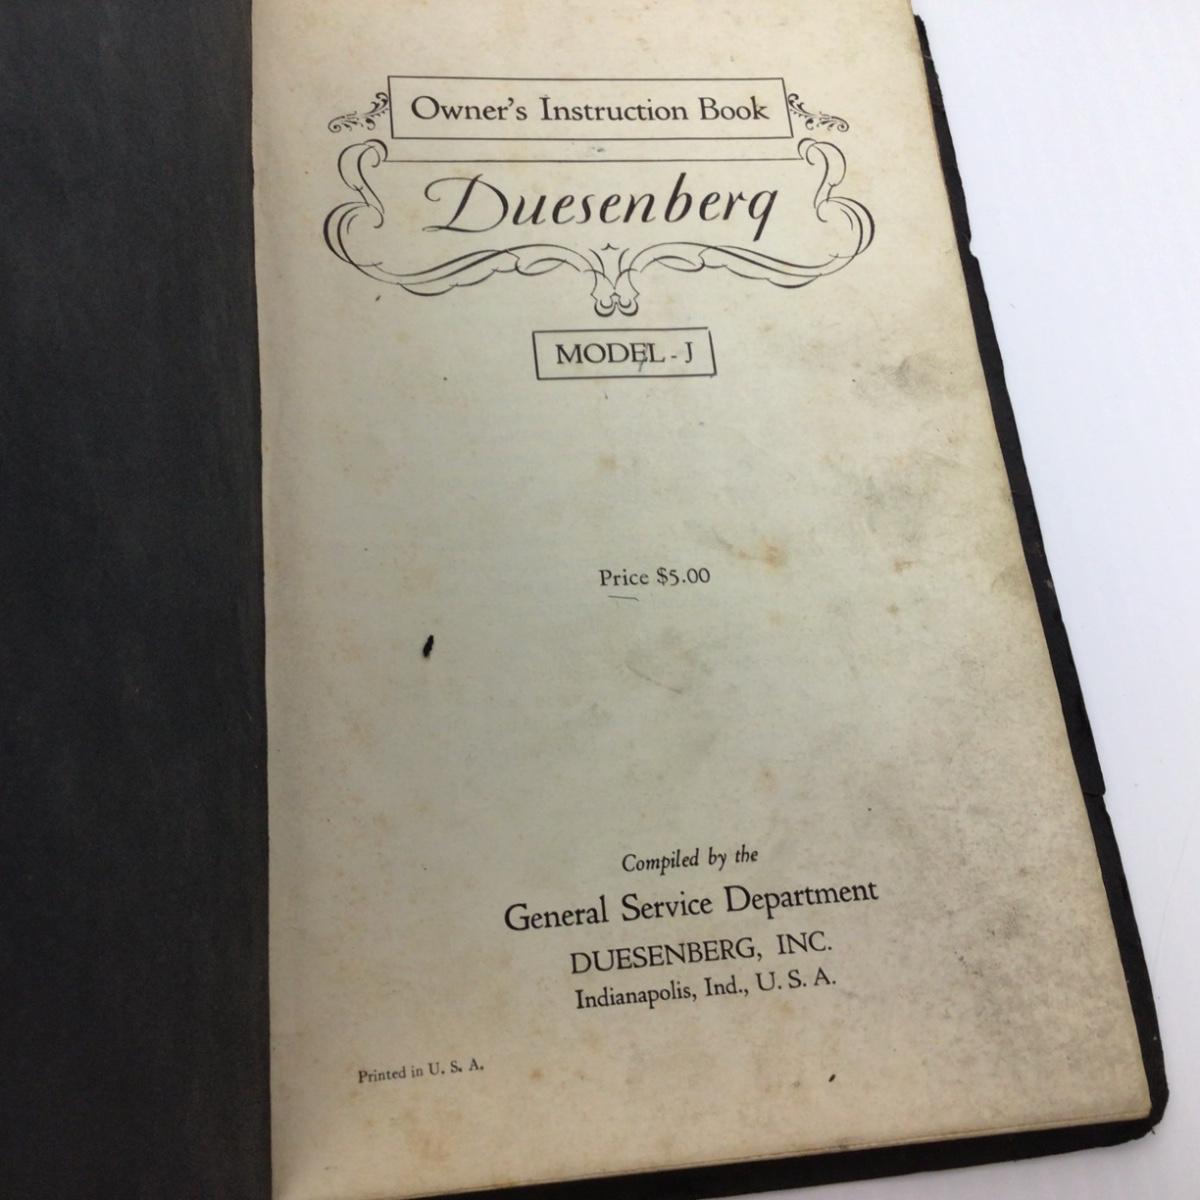 Owner's Instruction Book
Duesenberg
MODEL - J
Price $5.00
Compiled by the
General Service Department
DUESENBERG, INC.
Indianapolis, Ind., U. S. A.
Printed in U. S. A.